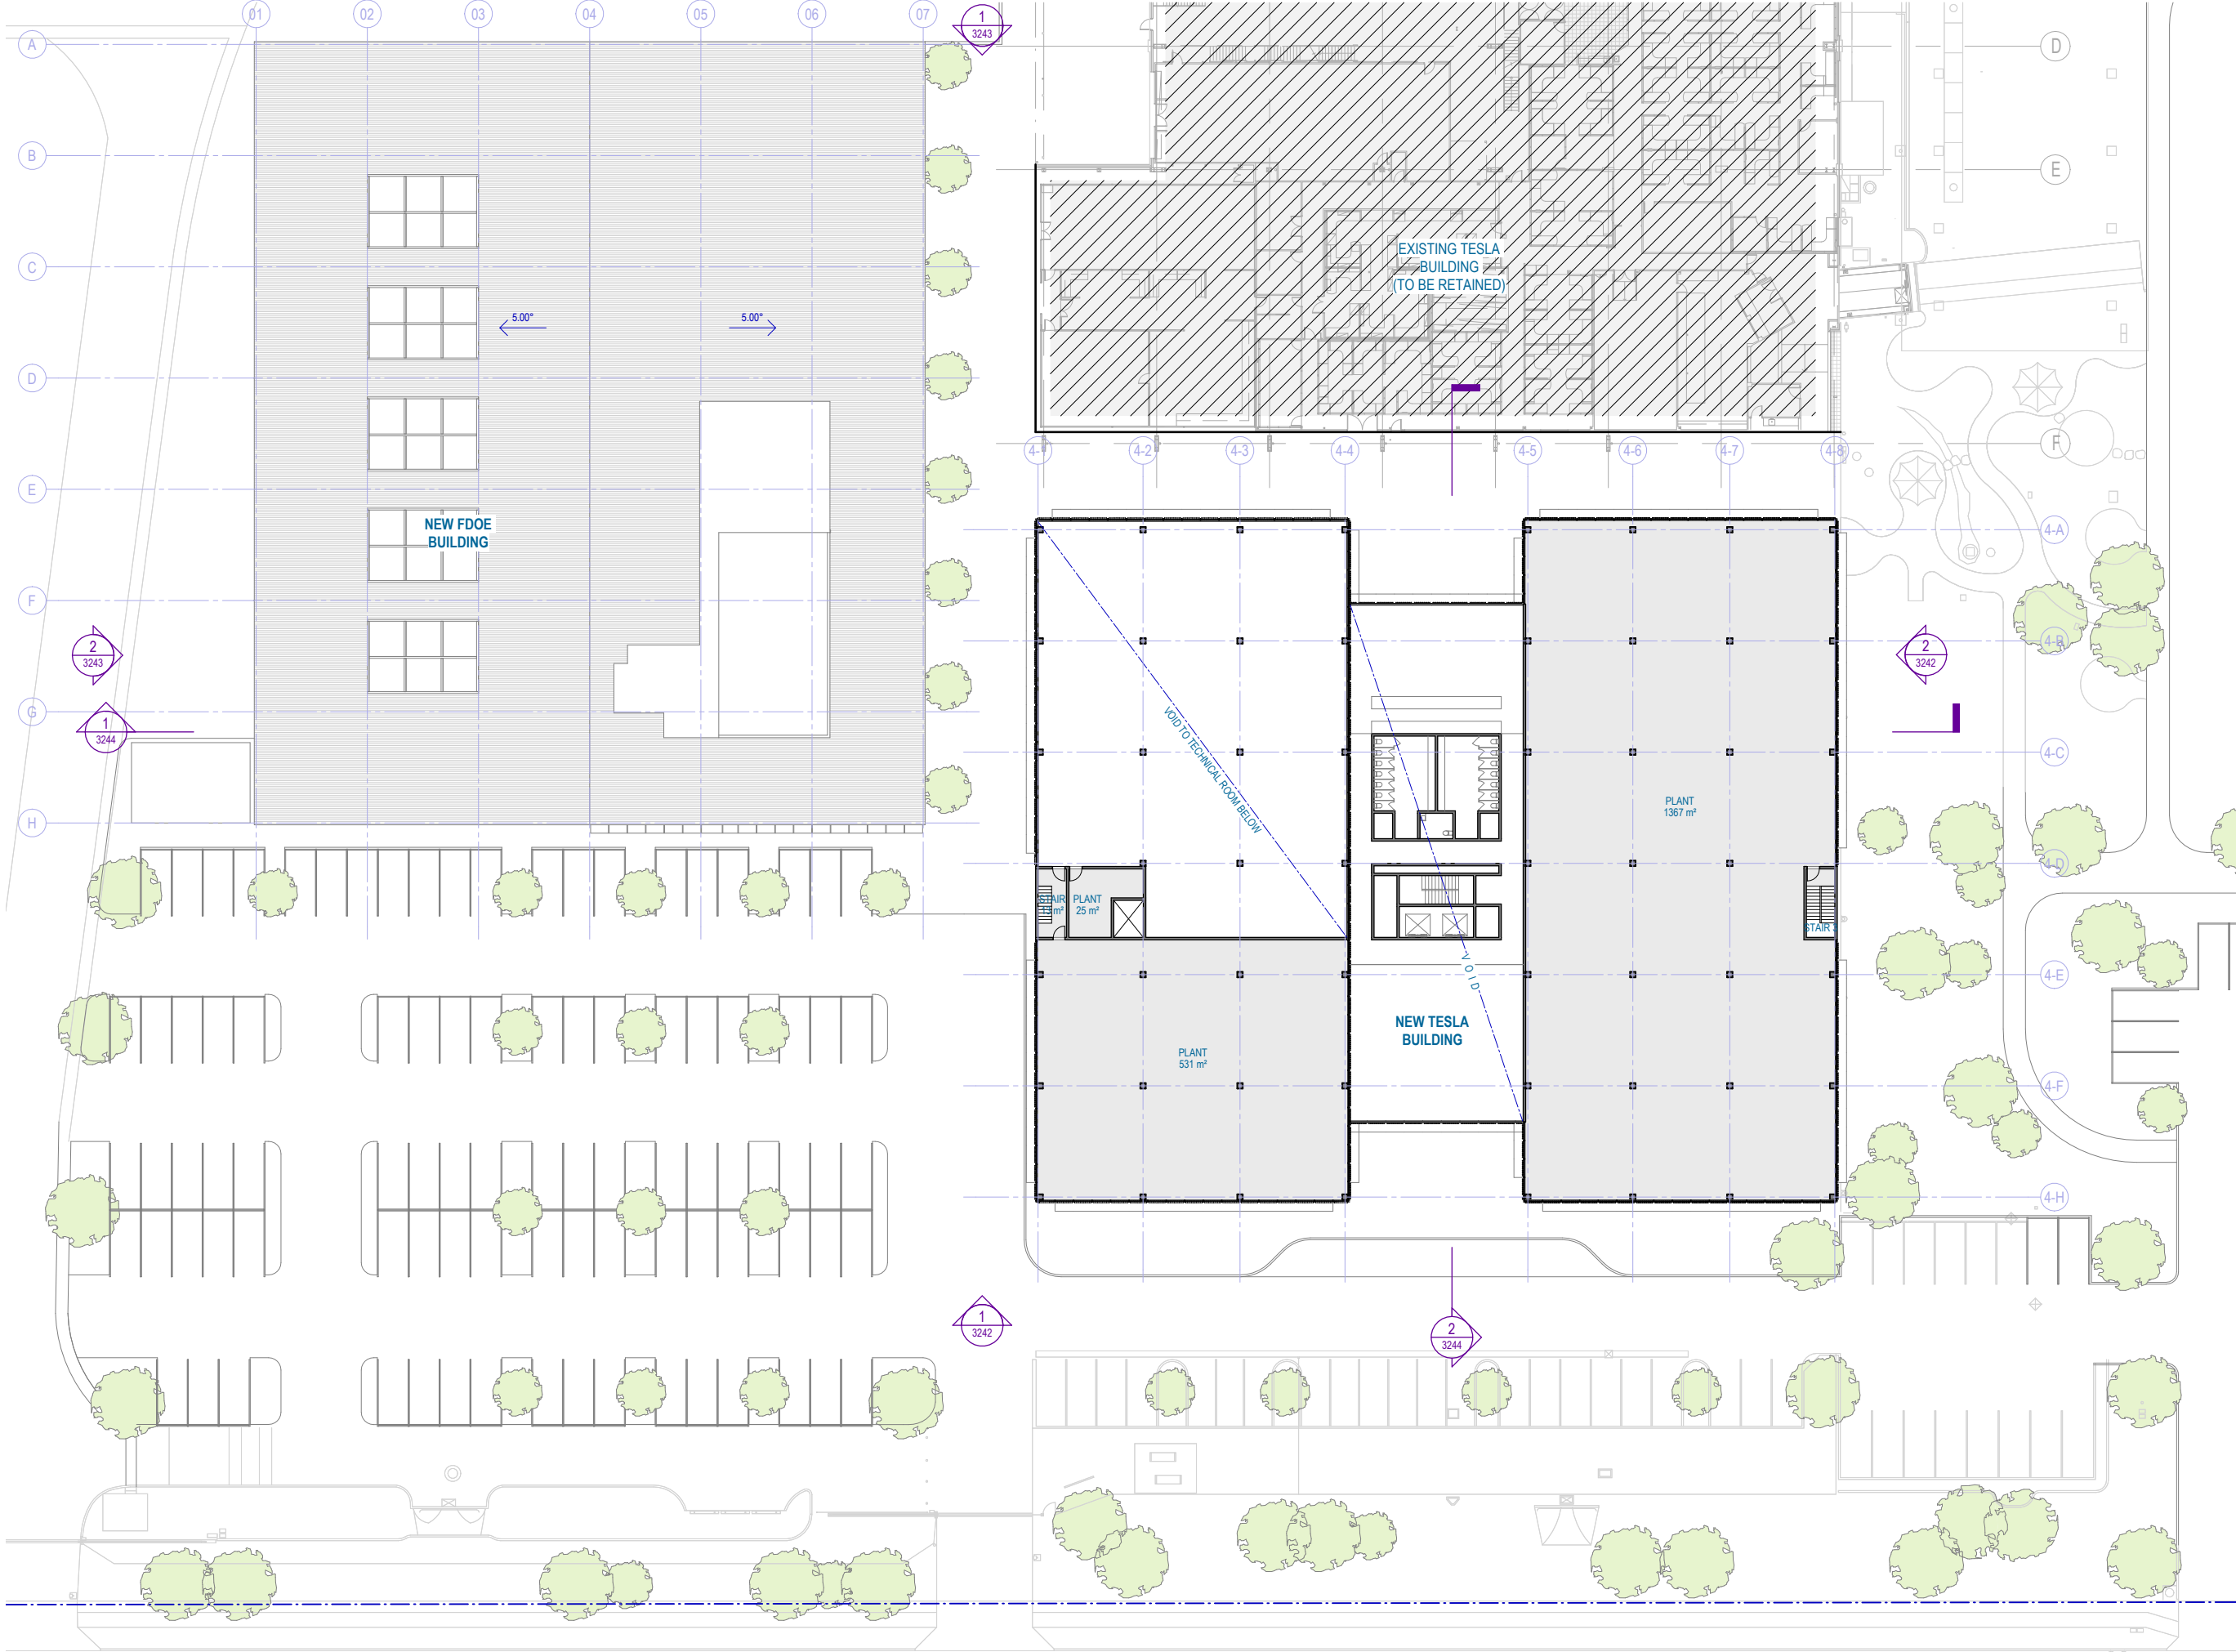 01 02 03 04 05 06 07
1
3243
A
D
B
E
C
EXISTING TESLA
BUILDING
(TO BE RETAINED)
5.00°
5.00°
D
F
4-2 4-3 4-4 4-5 4-6 4-7 4-8
E
NEW FDOE
BUILDING
4-A
F
4-B
2
3243
2
3242
G
1
3244
VOID TO TECHNICAL ROOM BELOW
4-C
PLANT
1367 m²
H
4-D
STAIR
PLANT
25 m²
STAIR
V O I D
4-E
NEW TESLA
BUILDING
PLANT
531 m²
4-F
4-H
1
3242
2
3244